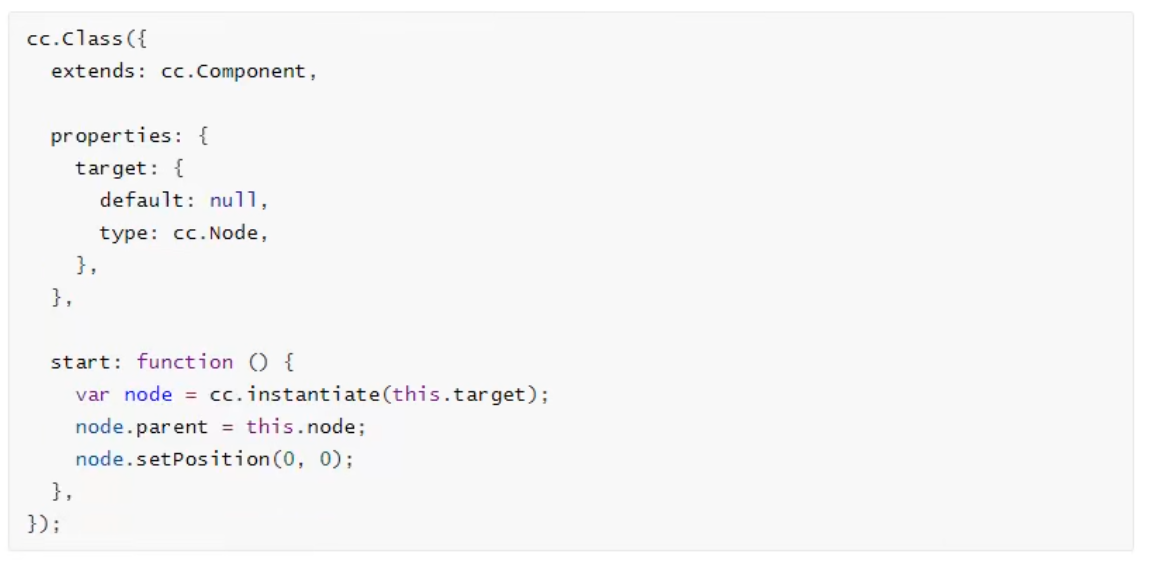 cc.Class({
  extends: cc.Component,

  properties: {
    target: {
      default: null,
      type: cc.Node,
    },
  },

  start: function () {
    var node = cc.instantiate(this.target);
    node.parent = this.node;
    node.setPosition(0, 0);
  },
});